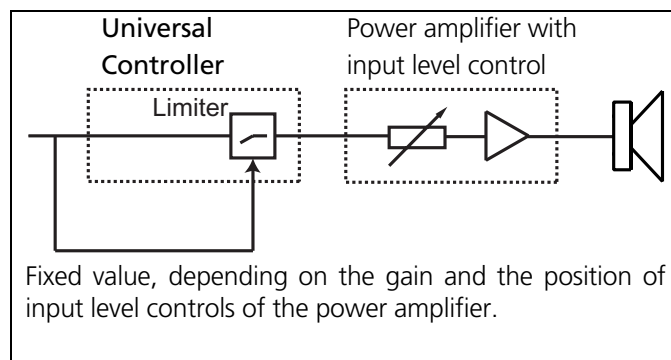 Universal
Controller
Power amplifier with
input level control
Limiter
Fixed value, depending on the gain and the position of
input level controls of the power amplifier.